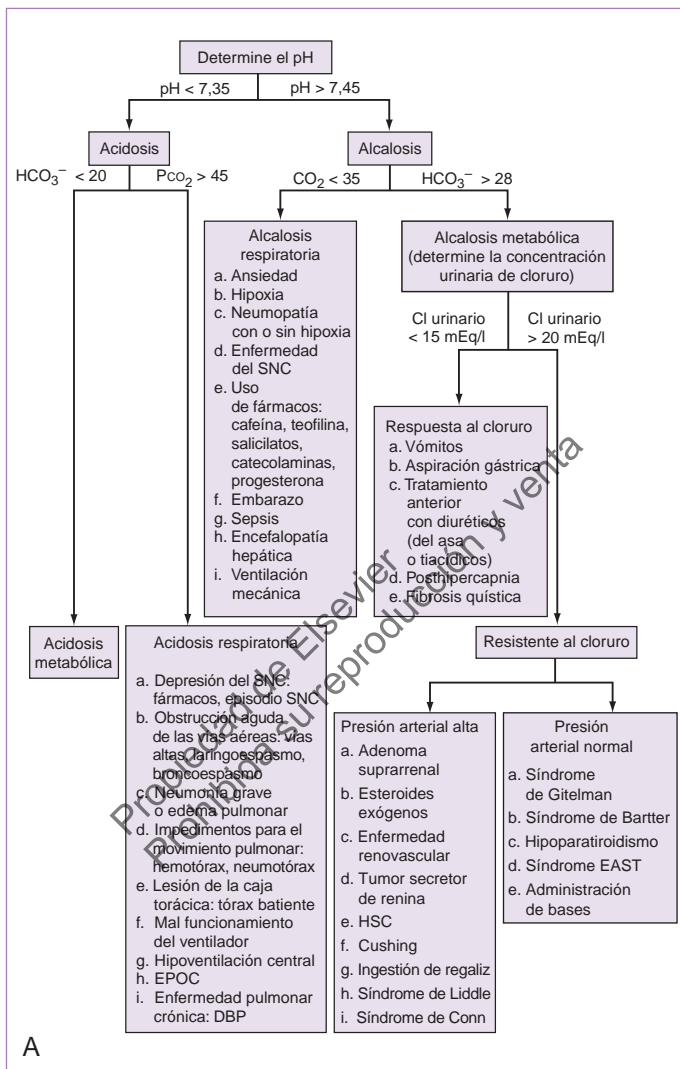 Determine el pH
pH < 7,35
pH > 7,45
Acidosis
Alcalosis
HCO3− < 20
PCO2 > 45
CO2 < 35
HCO3− > 28
Alcalosis
respiratoria
a. Ansiedad
b. Hipoxia
c. Neumopatía
con o sin hipoxia
d. Enfermedad
del SNC
e. Uso
de fármacos:
cafeína, teofilina,
salicilatos,
catecolaminas,
progesterona
f. Embarazo
g. Sepsis
h. Encefalopatía
hepática
i. Ventilación
mecánica
Alcalosis metabólica
(determine la concentración
urinaria de cloruro)
Cl urinario
< 15 mEq/l
Cl urinario
> 20 mEq/l
Respuesta al cloruro
a. Vómitos
b. Aspiración gástrica
c. Tratamiento
anterior
con diuréticos
(del asa
o tiacídicos)
d. Posthipercapnia
e. Fibrosis quística
Acidosis
metabólica
Acidosis respiratoria
a. Depresión del SNC:
fármacos, episodio SNC
b. Obstrucción aguda
de las vías aéreas: vías
altas, laringoespasmo,
broncoespasmo
c. Neumonía grave
o edema pulmonar
d. Impedimentos para el
movimiento pulmonar:
hemotórax, neumotórax
e. Lesión de la caja
torácica: tórax batiente
f. Mal funcionamiento
del ventilador
g. Hipoventilación central
h. EPOC
i. Enfermedad pulmonar
crónica: DBP
Resistente al cloruro
Presión arterial alta
a. Adenoma
suprarrenal
b. Esteroides
exógenos
c. Enfermedad
renovascular
d. Tumor secretor
de renina
e. HSC
f. Cushing
g. Ingestión de regaliz
h. Síndrome de Liddle
i. Síndrome de Conn
Presión
arterial normal
a. Síndrome
de Gitelman
b. Síndrome de Bartter
c. Hipoparatiroidismo
d. Síndrome EAST
e. Administración
de bases
A
Propiedad de Elsevier
Prohibida su reproducción y venta